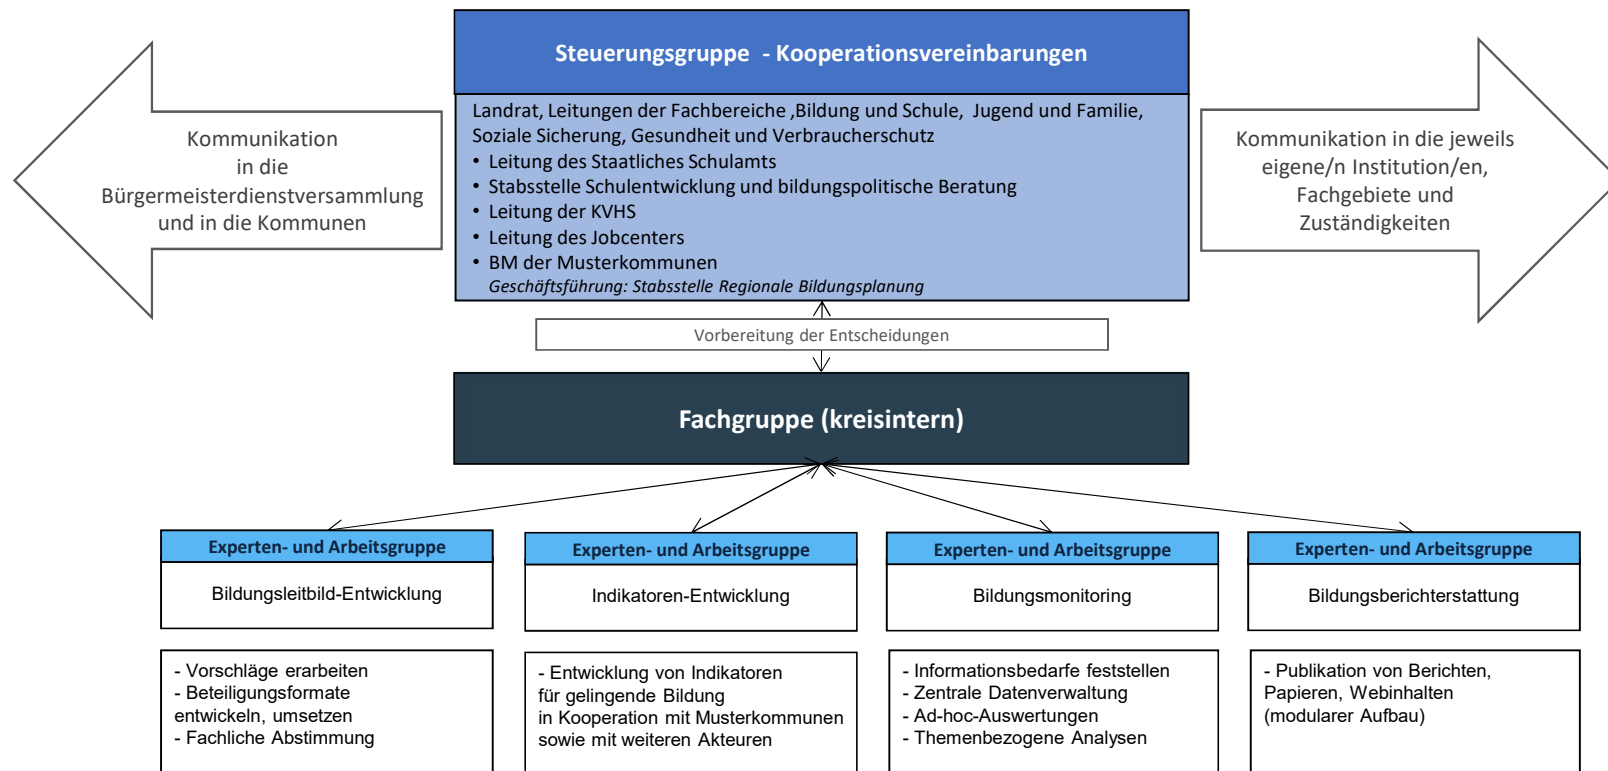 Steuerungsgruppe - Kooperationsvereinbarungen
Landrat, Leitungen der Fachbereiche ,Bildung und Schule, Jugend und Familie,
Soziale Sicherung, Gesundheit und Verbraucherschutz
• Leitung des Staatliches Schulamts
• Stabsstelle Schulentwicklung und bildungspolitische Beratung
• Leitung der KVHS
• Leitung des Jobcenters
• BM der Musterkommunen
Geschäftsführung: Stabsstelle Regionale Bildungsplanung
Kommunikation
in die
Bürgermeisterdienstversammlung
und in die Kommunen
Kommunikation in die jeweils
eigene/n Institution/en,
Fachgebiete und
Zuständigkeiten
Vorbereitung der Entscheidungen
Fachgruppe (kreisintern)
Experten- und Arbeitsgruppe
Bildungsleitbild-Entwicklung
- Vorschläge erarbeiten
- Beteiligungsformate
entwickeln, umsetzen
- Fachliche Abstimmung
Experten- und Arbeitsgruppe
Indikatoren-Entwicklung
- Entwicklung von Indikatoren
für gelingende Bildung
in Kooperation mit Musterkommunen
sowie mit weiteren Akteuren
Experten- und Arbeitsgruppe
Bildungsmonitoring
- Informationsbedarfe feststellen
- Zentrale Datenverwaltung
- Ad-hoc-Auswertungen
- Themenbezogene Analysen
Experten- und Arbeitsgruppe
Bildungsberichterstattung
- Publikation von Berichten,
Papieren, Webinhalten
(modularer Aufbau)